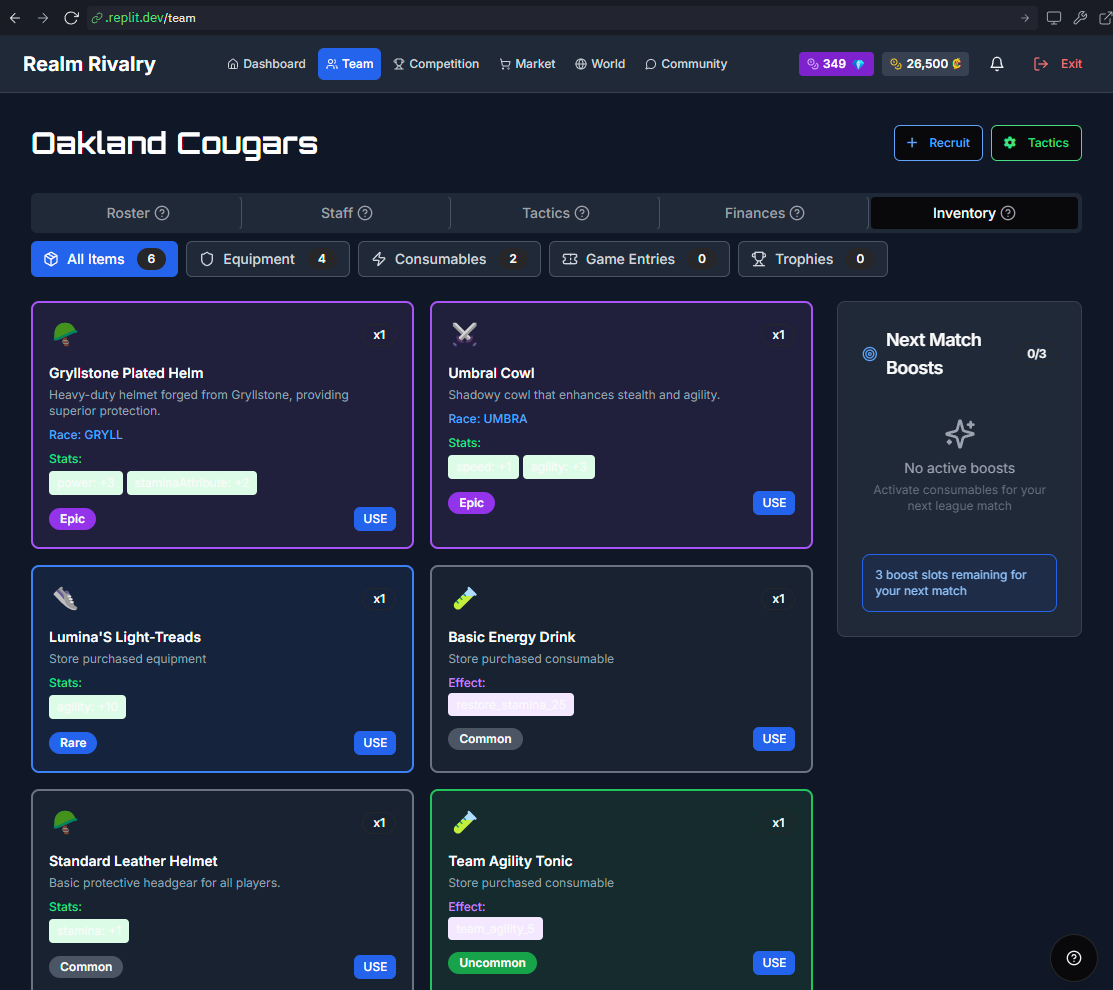 .replit.dev/team
Realm Rivalry
Dashboard
Team
Competition
Market
World
Community
349
26,500
Exit
Oakland Cougars
Recruit
Tactics
Roster
Staff
Tactics
Finances
Inventory
All Items 6
Equipment 4
Consumables 2
Game Entries 0
Trophies 0
x1
Gryllstone Plated Helm
Heavy-duty helmet forged from Gryllstone, providing
superior protection.
Race: GRYLL
Stats:
power: +3 staminaAttribute: +2
Epic
USE
x1
Umbral Cowl
Shadowy cowl that enhances stealth and agility.
Race: UMBRA
Stats:
speed: +1 agility: +3
Epic
USE
Next Match
Boosts
0/3
No active boosts
Activate consumables for your
next league match
3 boost slots remaining for
your next match
x1
Lumina'S Light-Treads
Store purchased equipment
Stats:
agility: +10
Rare
USE
x1
Basic Energy Drink
Store purchased consumable
Effect:
restore_stamina_25
Common
USE
x1
Standard Leather Helmet
Basic protective headgear for all players.
Stats:
stamina: +1
Common
USE
x1
Team Agility Tonic
Store purchased consumable
Effect:
team_agility_5
Uncommon
USE